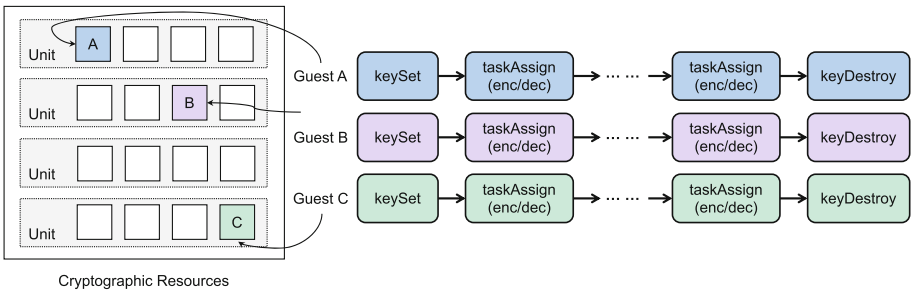 Unit A
Guest A keySet taskAssign (enc/dec) ... ... taskAssign (enc/dec) keyDestroy
Unit B
Guest B keySet taskAssign (enc/dec) ... ... taskAssign (enc/dec) keyDestroy
Unit
Unit C
Guest C keySet taskAssign (enc/dec) ... ... taskAssign (enc/dec) keyDestroy
Cryptographic Resources